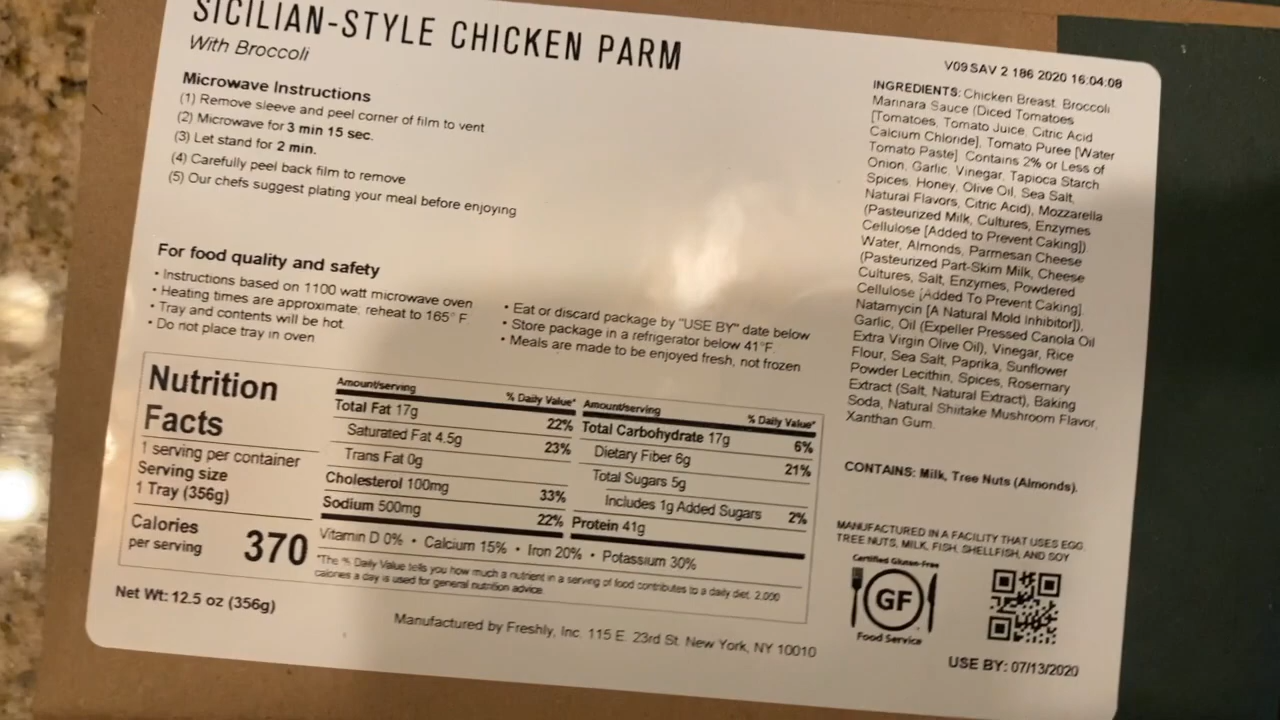 SICILIAN-STYLE CHICKEN PARM
With Broccoli
Microwave Instructions
(1) Remove sleeve and peel corner of film to vent
(2) Microwave for 3 min 15 sec.
(3) Let stand for 2 min.
(4) Carefully peel back film to remove
(5) Our chefs suggest plating your meal before enjoying
For food quality and safety
• Instructions based on 1100 watt microwave oven
• Heating times are approximate; reheat to 165° F.
• Tray and contents will be hot.
• Do not place tray in oven
• Eat or discard package by "USE BY" date below
• Store package in a refrigerator below 41°F.
• Meals are made to be enjoyed fresh, not frozen
Nutrition
Facts
1 serving per container
Serving size
1 Tray (356g)
Calories
per serving 370
Amount/serving % Daily Value*
Total Fat 17g 22%
Saturated Fat 4.5g 23%
Trans Fat 0g
Cholesterol 100mg 33%
Sodium 500mg 22%
Amount/serving % Daily Value*
Total Carbohydrate 17g 6%
Dietary Fiber 6g 21%
Total Sugars 5g
Includes 1g Added Sugars 2%
Protein 41g
Vitamin D 0% • Calcium 15% • Iron 20% • Potassium 30%
*The % Daily Value tells you how much a nutrient in a serving of food contributes to a daily diet. 2,000
calories a day is used for general nutrition advice.
Net Wt: 12.5 oz (356g)
Manufactured by Freshly, Inc. 115 E. 23rd St. New York, NY 10010
V09 SAV 2 186 2020 16:04:08
INGREDIENTS: Chicken Breast, Broccoli,
Marinara Sauce (Diced Tomatoes
[Tomatoes, Tomato Juice, Citric Acid
Calcium Chloride], Tomato Puree [Water
Tomato Paste], Contains 2% or Less of
Onion, Garlic, Vinegar, Tapioca Starch
Spices, Honey, Olive Oil, Sea Salt,
Natural Flavors, Citric Acid), Mozzarella
(Pasteurized Milk, Cultures, Enzymes
Cellulose [Added to Prevent Caking]),
Water, Almonds, Parmesan Cheese
(Pasteurized Part-Skim Milk, Cheese
Cultures, Salt, Enzymes, Powdered
Cellulose [Added To Prevent Caking]
Natamycin [A Natural Mold Inhibitor]),
Garlic, Oil (Expeller Pressed Canola Oil
Extra Virgin Olive Oil), Vinegar, Rice
Flour, Sea Salt, Paprika, Sunflower
Powder Lecithin, Spices, Rosemary
Extract (Salt, Natural Extract), Baking
Soda, Natural Shiitake Mushroom Flavor,
Xanthan Gum.
CONTAINS: Milk, Tree Nuts (Almonds).
MANUFACTURED IN A FACILITY THAT USES EGG,
TREE NUTS, MILK, FISH, SHELLFISH, AND SOY
Certified Gluten-Free
GF
Food Service
USE BY: 07/13/2020